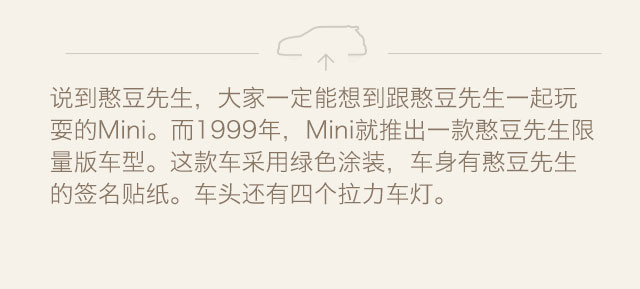 说到憨豆先生，大家一定能想到跟憨豆先生一起玩
耍的Mini。而1999年，Mini就推出一款憨豆先生限
量版车型。这款车采用绿色涂装，车身有憨豆先生
的签名贴纸。车头还有四个拉力车灯。